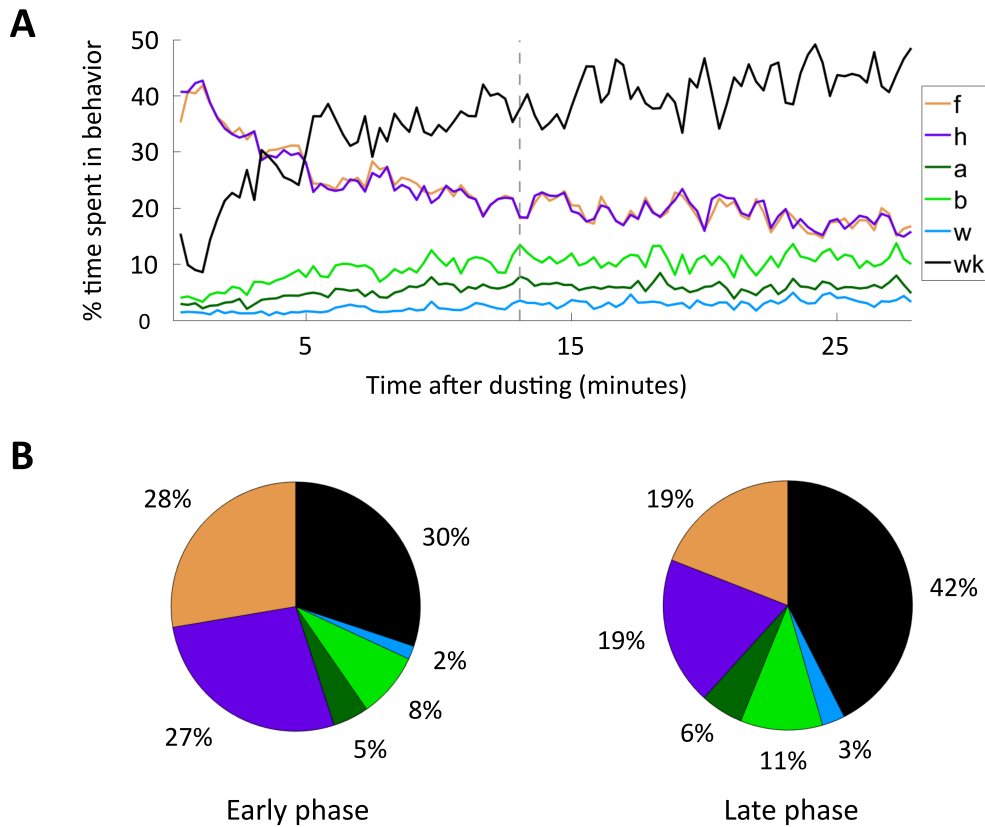 A
% time spent in behavior
50
40
30
20
10
0
5
15
25
Time after dusting (minutes)
f
h
a
b
w
wk
B
28%
30%
2%
8%
5%
27%
Early phase
19%
42%
3%
11%
6%
19%
Late phase